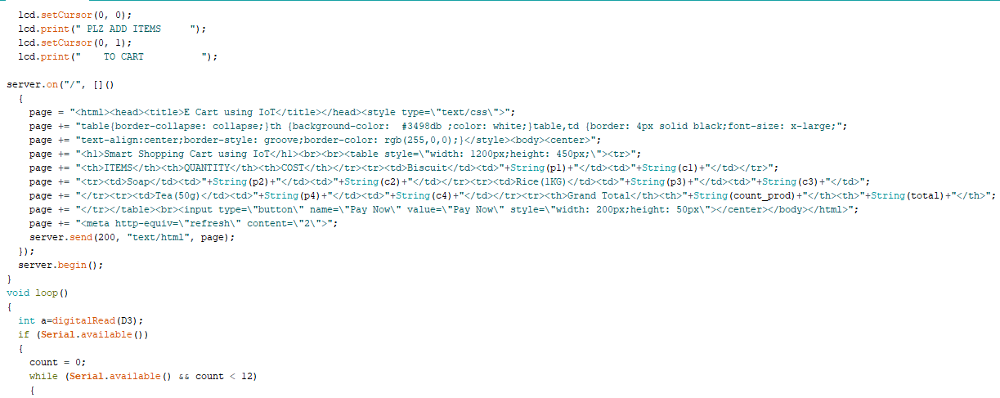 lcd.setCursor(0, 0);
lcd.print(" PLZ ADD ITEMS     ");
lcd.setCursor(0, 1);
lcd.print("    TO CART          ");
server.on("/", []()
{
page = "<html><head><title>E Cart using IoT</title></head><style type=\"text/css\">";
page += "table{border-collapse: collapse;}th {background-color:  #3498db ;color: white;}table,td {border: 4px solid black;font-size: x-large;";
page += "text-align:center;border-style: groove;border-color: rgb(255,0,0);}</style><body><center>";
page += "<h1>Smart Shopping Cart using IoT</h1><br><br><table style=\"width: 1200px;height: 450px;\"><tr>";
page += "<th>ITEMS</th><th>QUANTITY</th><th>COST</th></tr><tr><td>Biscuit</td><td>"+String(p1)+"</td><td>"+String(c1)+"</td></tr>";
page += "<tr><td>Soap</td><td>"+String(p2)+"</td><td>"+String(c2)+"</td></tr><tr><td>Rice(1KG)</td><td>"+String(p3)+"</td><td>"+String(c3)+"</td>";
page += "</tr><tr><td>Tea(50g)</td><td>"+String(p4)+"</td><td>"+String(c4)+"</td></tr><tr><th>Grand Total</th><th>"+String(count_prod)+"</th><th>"+String(total)+"</th>";
page += "</tr></table><br><input type=\"button\" name=\"Pay Now\" value=\"Pay Now\" style=\"width: 200px;height: 50px\"></center></body></html>";
page += "<meta http-equiv=\"refresh\" content=\"2\">";
server.send(200, "text/html", page);
});
server.begin();
}
void loop()
{
int a=digitalRead(D3);
if (Serial.available())
{
count = 0;
while (Serial.available() && count < 12)
{